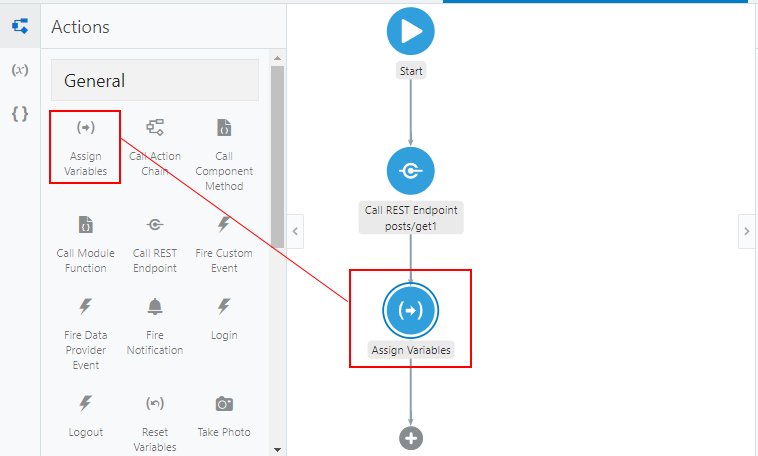 Actions
(x)
{ }
General
Assign
Variables
Call Action
Chain
Call
Component
Method
Call Module
Function
Call REST
Endpoint
Fire Custom
Event
Fire Data
Provider
Event
Fire
Notification
Login
Logout
Reset
Variables
Take Photo
Start
Call REST Endpoint
posts/get1
Assign Variables